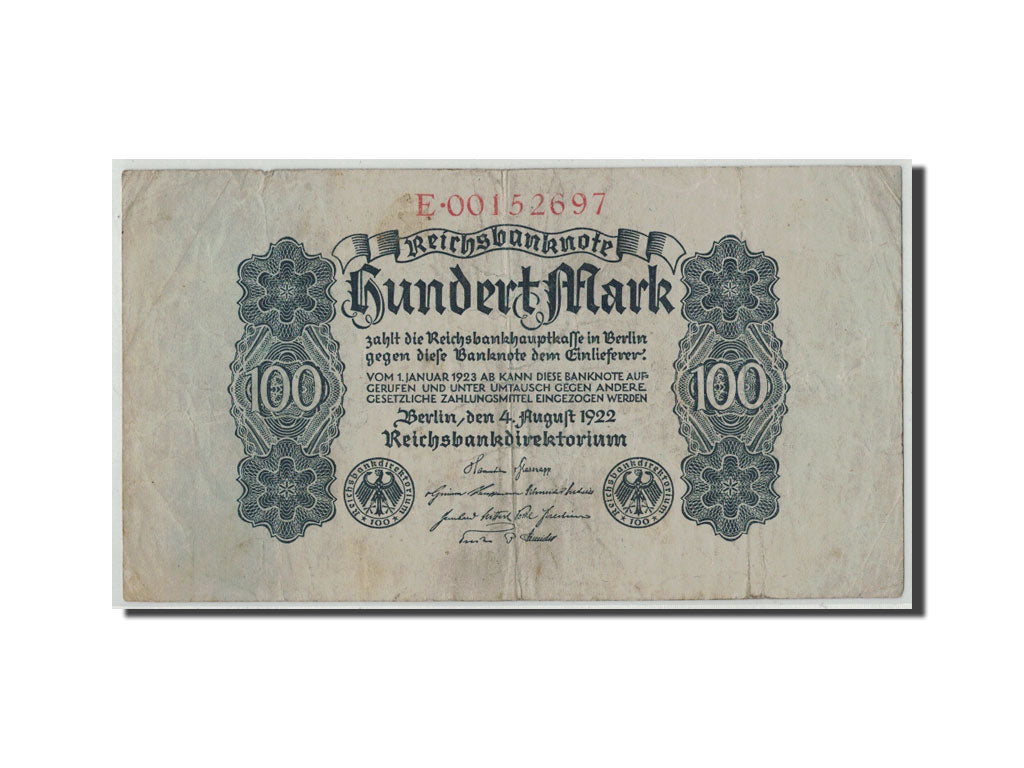 E·00152697
Reichsbanknote
Hundert Mark
zahlt die Reichsbankhauptkasse in Berlin
gegen diese Banknote dem Einlieferer.
VOM 1. JANUAR 1923 AB KANN DIESE BANKNOTE AUF-
GERUFEN UND UNTER UMTAUSCH GEGEN ANDERE
GESETZLICHE ZAHLUNGSMITTEL EINGEZOGEN WERDEN
Berlin, den 4. August 1922
Reichsbankdirektorium
100
100
Reichsbankdirektorium
100
Reichsbankdirektorium
100